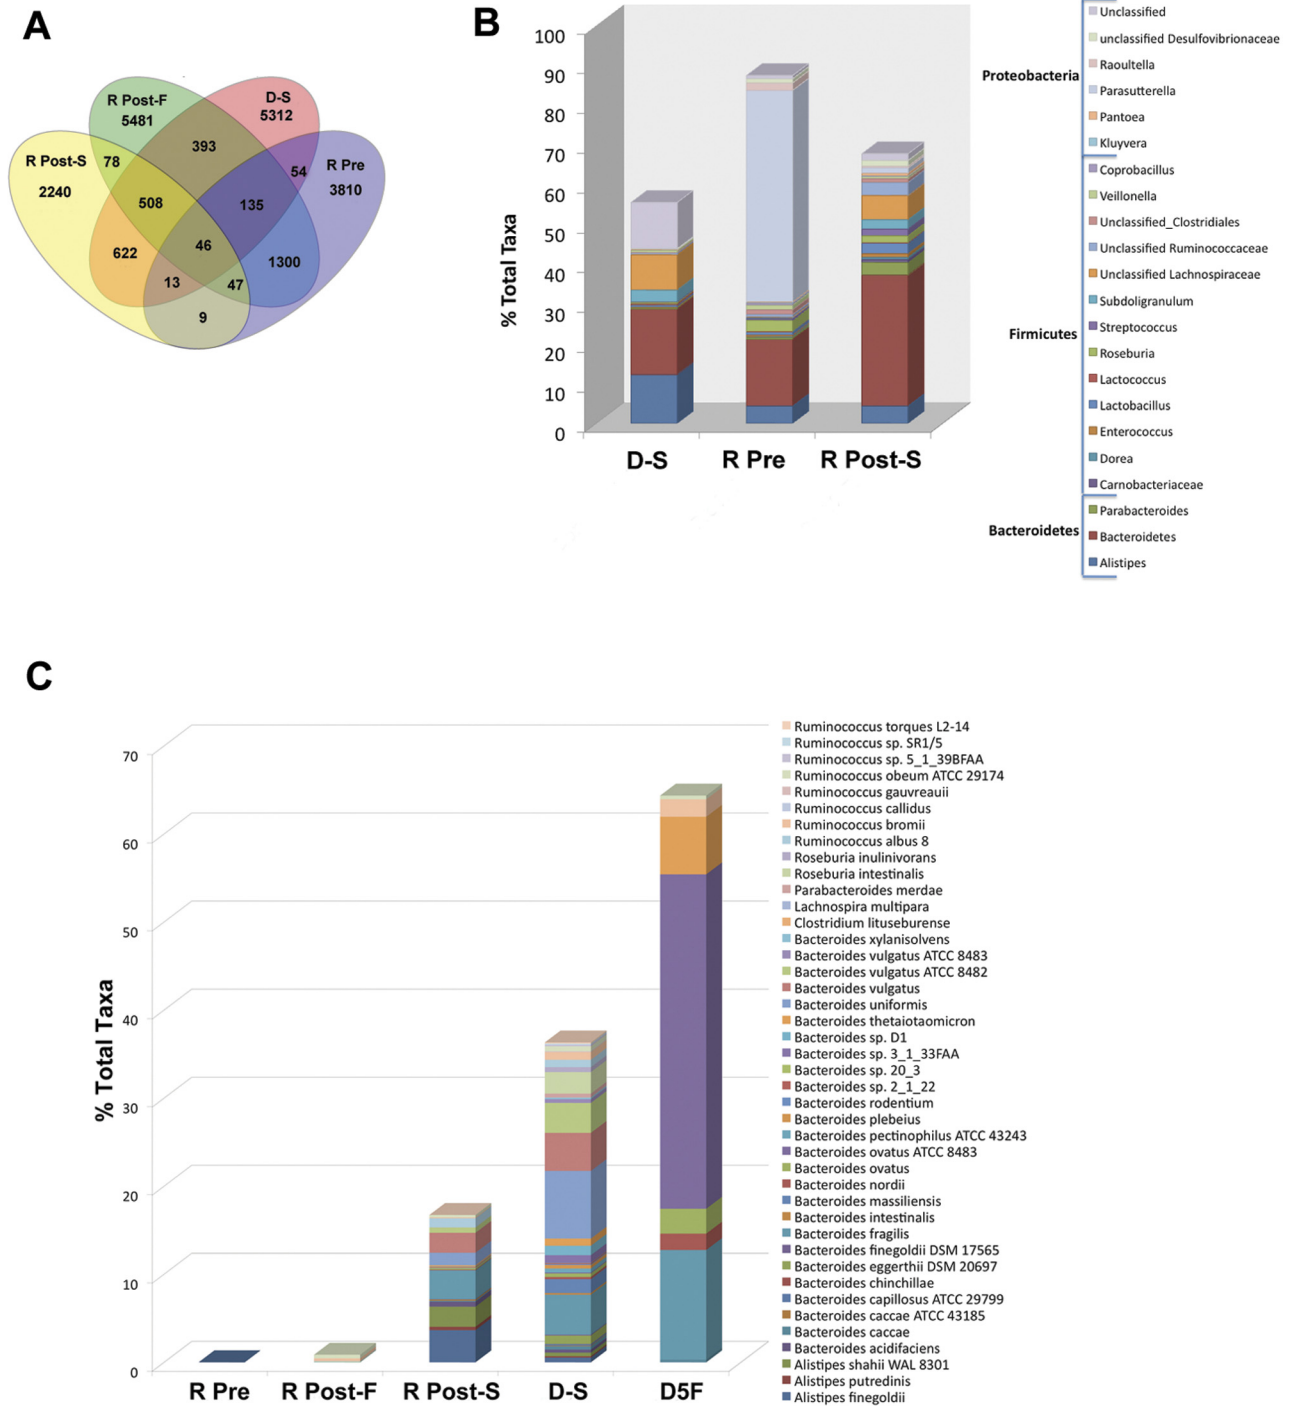 A
R Post-F
5481
D-S
5312
R Post-S
2240
R Pre
3810
78
393
54
508
135
622
46
1300
13
47
9
B
% Total Taxa
100
90
80
70
60
50
40
30
20
10
0
D-S
R Pre
R Post-S
Proteobacteria
Unclassified
unclassified Desulfovibrionaceae
Raoultella
Parasutterella
Pantoea
Kluyvera
Firmicutes
Coprobacillus
Veillonella
Unclassified_Clostridiales
Unclassified Ruminococcaceae
Unclassified Lachnospiraceae
Subdoligranulum
Streptococcus
Roseburia
Lactococcus
Lactobacillus
Enterococcus
Dorea
Carnobacteriaceae
Bacteroidetes
Parabacteroides
Bacteroidetes
Alistipes
C
% Total Taxa
70
60
50
40
30
20
10
0
R Pre
R Post-F
R Post-S
D-S
D5F
Ruminococcus torques L2-14
Ruminococcus sp. SR1/5
Ruminococcus sp. 5_1_39BFAA
Ruminococcus obeum ATCC 29174
Ruminococcus gauvreauii
Ruminococcus callidus
Ruminococcus bromii
Ruminococcus albus 8
Roseburia inulinivorans
Roseburia intestinalis
Parabacteroides merdae
Lachnospira multipara
Clostridium lituseburense
Bacteroides xylanisolvens
Bacteroides vulgatus ATCC 8483
Bacteroides vulgatus ATCC 8482
Bacteroides vulgatus
Bacteroides uniformis
Bacteroides thetaiotaomicron
Bacteroides sp. D1
Bacteroides sp. 3_1_33FAA
Bacteroides sp. 20_3
Bacteroides sp. 2_1_22
Bacteroides rodentium
Bacteroides plebeius
Bacteroides pectinophilus ATCC 43243
Bacteroides ovatus ATCC 8483
Bacteroides ovatus
Bacteroides nordii
Bacteroides massiliensis
Bacteroides intestinalis
Bacteroides fragilis
Bacteroides finegoldii DSM 17565
Bacteroides eggerthii DSM 20697
Bacteroides chinchillae
Bacteroides capillosus ATCC 29799
Bacteroides caccae ATCC 43185
Bacteroides caccae
Bacteroides acidifaciens
Alistipes shahii WAL 8301
Alistipes putredinis
Alistipes finegoldii